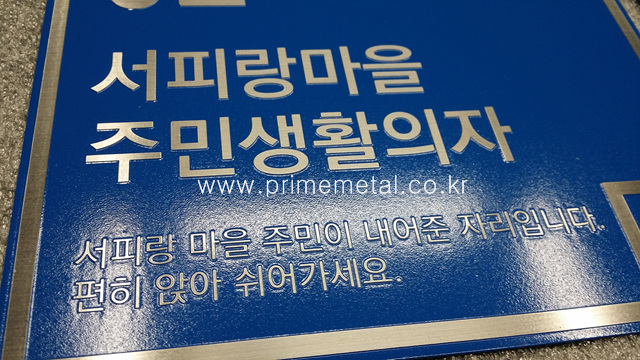 서피랑마을
주민생활의자
www.primemetal.co.kr
서피랑 마을 주민이 내어준 자리입니다.
편히 앉아 쉬어가세요.